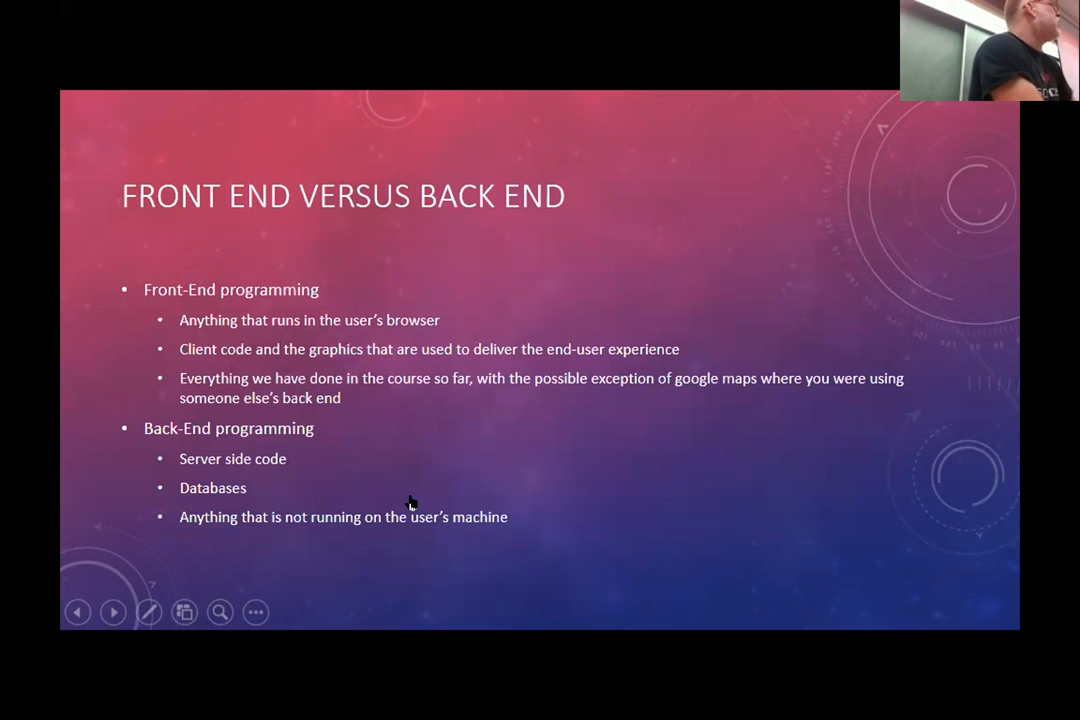 FRONT END VERSUS BACK END
• Front-End programming
• Anything that runs in the user's browser
• Client code and the graphics that are used to deliver the end-user experience
• Everything we have done in the course so far, with the possible exception of google maps where you were using
someone else's back end
• Back-End programming
• Server side code
• Databases
• Anything that is not running on the user's machine